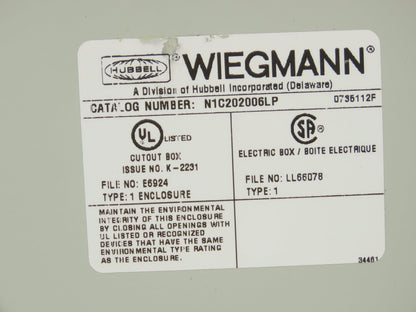 HUBBELL® WIEGMANN®
A Division of Hubbell Incorporated (Delaware)
CATALOG NUMBER: N1C202006LP 0735112F
UL® LISTED
CUTOUT BOX
ISSUE NO. K-2231
FILE NO: E6924
TYPE: 1 ENCLOSURE
MAINTAIN THE ENVIRONMENTAL
INTEGRITY OF THIS ENCLOSURE
BY CLOSING ALL OPENINGS WITH
UL LISTED OR RECOGNIZED
DEVICES THAT HAVE THE SAME
ENVIRONMENTAL TYPE RATING
AS THE ENCLOSURE.
SA®
ELECTRIC BOX / BOITE ELECTRIQUE
FILE NO: LL66078
TYPE: 1
34461